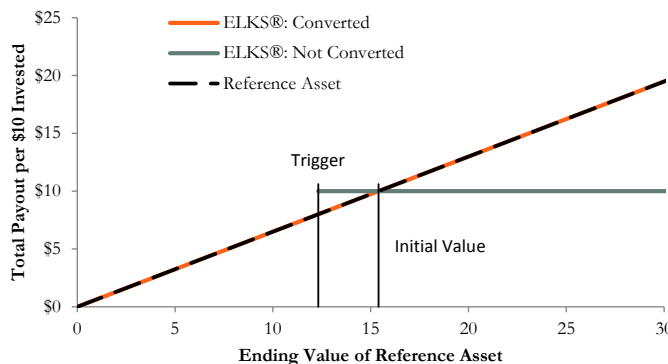 ELKS®: Converted
ELKS®: Not Converted
Reference Asset
$25
$20
$15
$10
$5
$0
Total Payout per $10 Invested
Trigger
Initial Value
0 5 10 15 20 25 30
Ending Value of Reference Asset